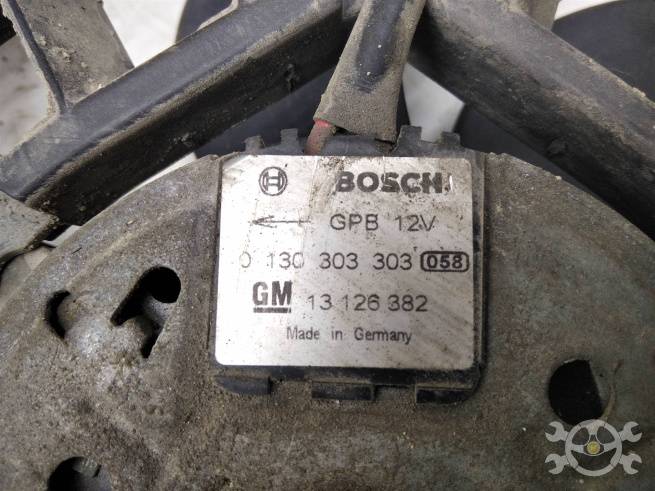 BOSCH
GPB 12V
0 130 303 303 058
GM 13 126 382
Made in Germany